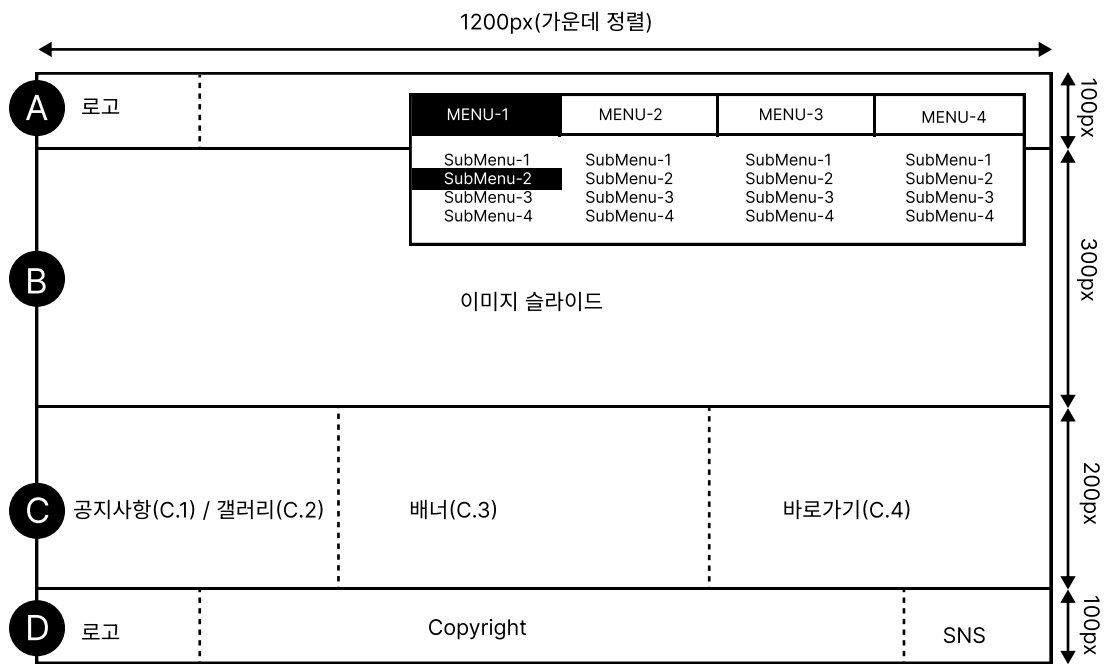 1200px(가운데 정렬)
A
로고
MENU-1
MENU-2
MENU-3
MENU-4
100px
SubMenu-1
SubMenu-1
SubMenu-1
SubMenu-1
SubMenu-2
SubMenu-2
SubMenu-2
SubMenu-2
SubMenu-3
SubMenu-3
SubMenu-3
SubMenu-3
SubMenu-4
SubMenu-4
SubMenu-4
SubMenu-4
B
이미지 슬라이드
300px
C
공지사항(C.1) / 갤러리(C.2)
배너(C.3)
바로가기(C.4)
200px
D
로고
Copyright
SNS
100px